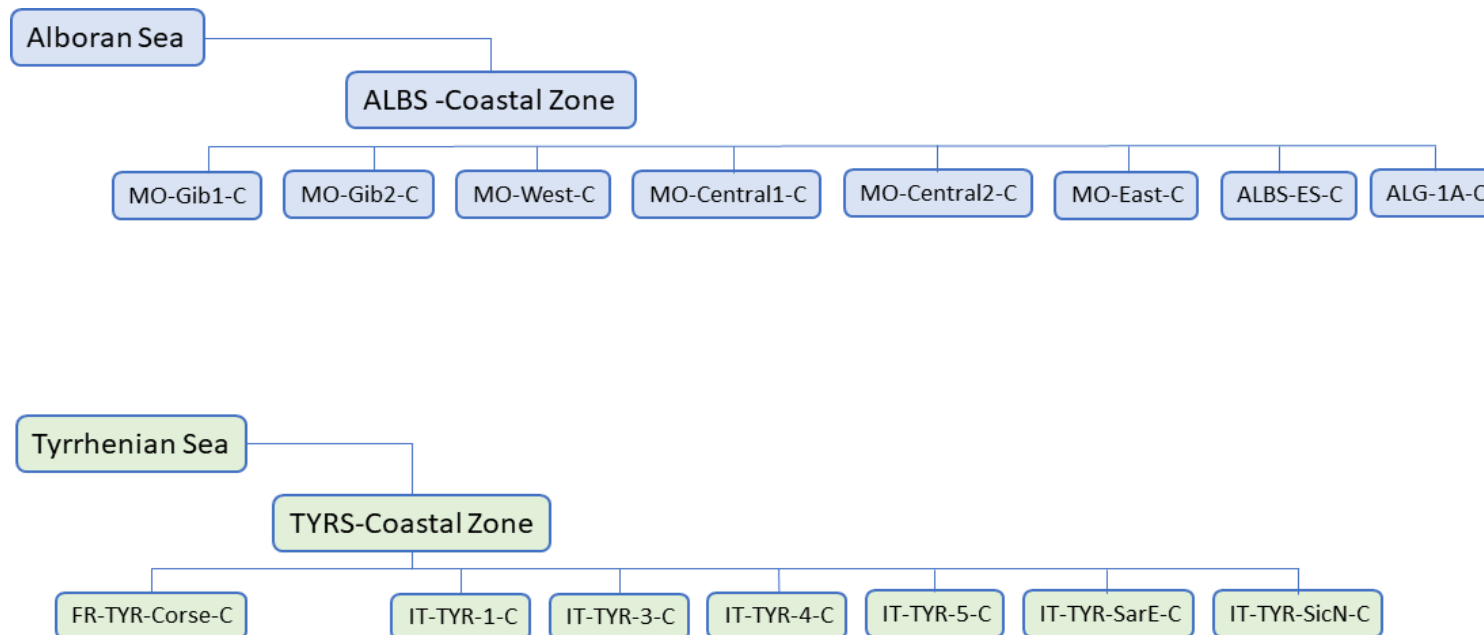 Alboran Sea
ALBS -Coastal Zone
MO-Gib1-C
MO-Gib2-C
MO-West-C
MO-Central1-C
MO-Central2-C
MO-East-C
ALBS-ES-C
ALG-1A-C
Tyrrhenian Sea
TYRS-Coastal Zone
FR-TYR-Corse-C
IT-TYR-1-C
IT-TYR-3-C
IT-TYR-4-C
IT-TYR-5-C
IT-TYR-SarE-C
IT-TYR-SicN-C